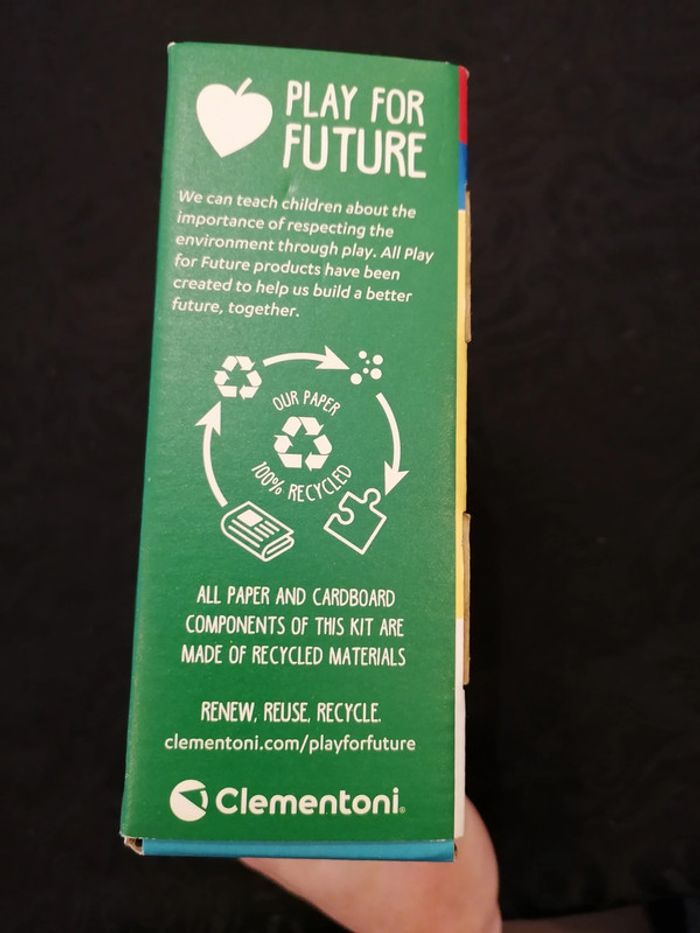 PLAY FOR
FUTURE
We can teach children about the
importance of respecting the
environment through play. All Play
for Future products have been
created to help us build a better
future, together.
OUR PAPER
100% RECYCLED
ALL PAPER AND CARDBOARD
COMPONENTS OF THIS KIT ARE
MADE OF RECYCLED MATERIALS
RENEW, REUSE, RECYCLE.
clementoni.com/playforfuture
Clementoni®